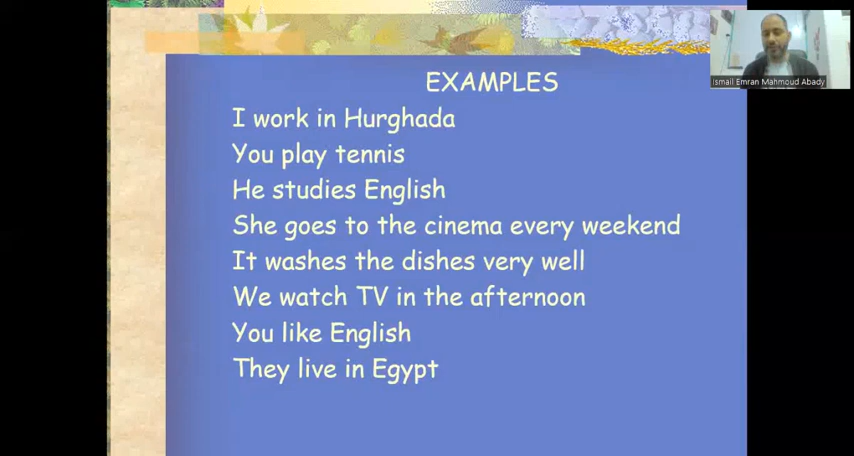 Ismail Emran Mahmoud Abady
EXAMPLES
I work in Hurghada
You play tennis
He studies English
She goes to the cinema every weekend
It washes the dishes very well
We watch TV in the afternoon
You like English
They live in Egypt